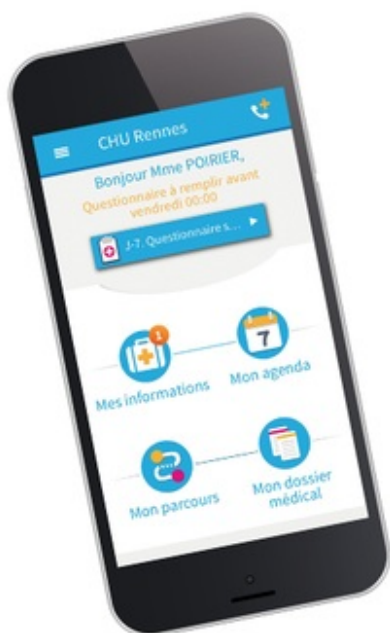 CHU Rennes
Bonjour Mme POIRIER,
Questionnaire à remplir avant
vendredi 00:00
J-7. Questionnaire s...
1
7
Mes informations
Mon agenda
Mon parcours
Mon dossier
médical